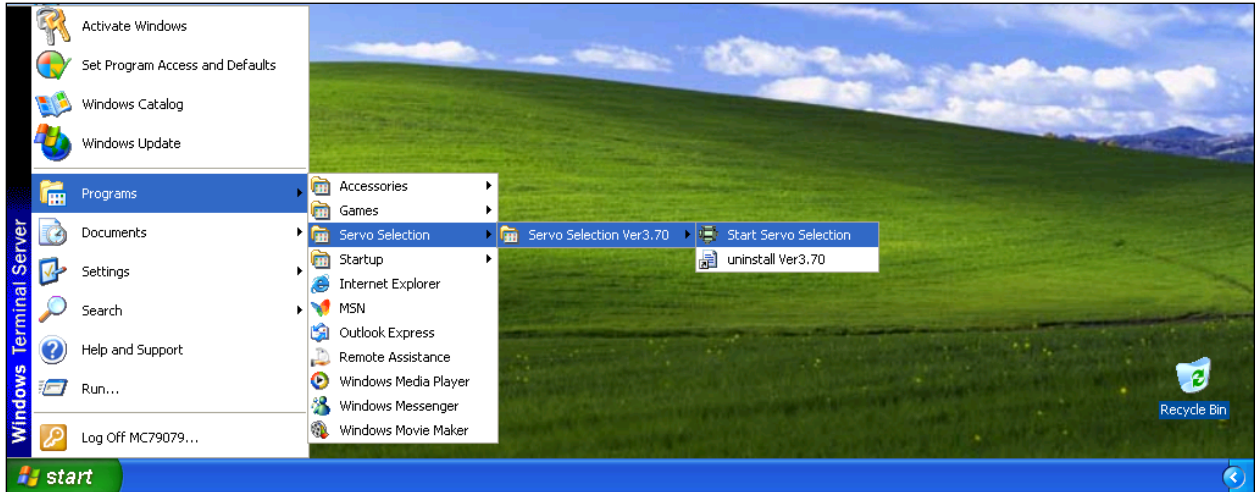 Activate Windows
Set Program Access and Defaults
Windows Catalog
Windows Update
Programs
Documents
Settings
Search
Help and Support
Run...
Log Off MC79079...
Windows Terminal Server
Accessories
Games
Servo Selection
Startup
Internet Explorer
MSN
Outlook Express
Remote Assistance
Windows Media Player
Windows Messenger
Windows Movie Maker
Servo Selection Ver3.70
Start Servo Selection
uninstall Ver3.70
Recycle Bin
start